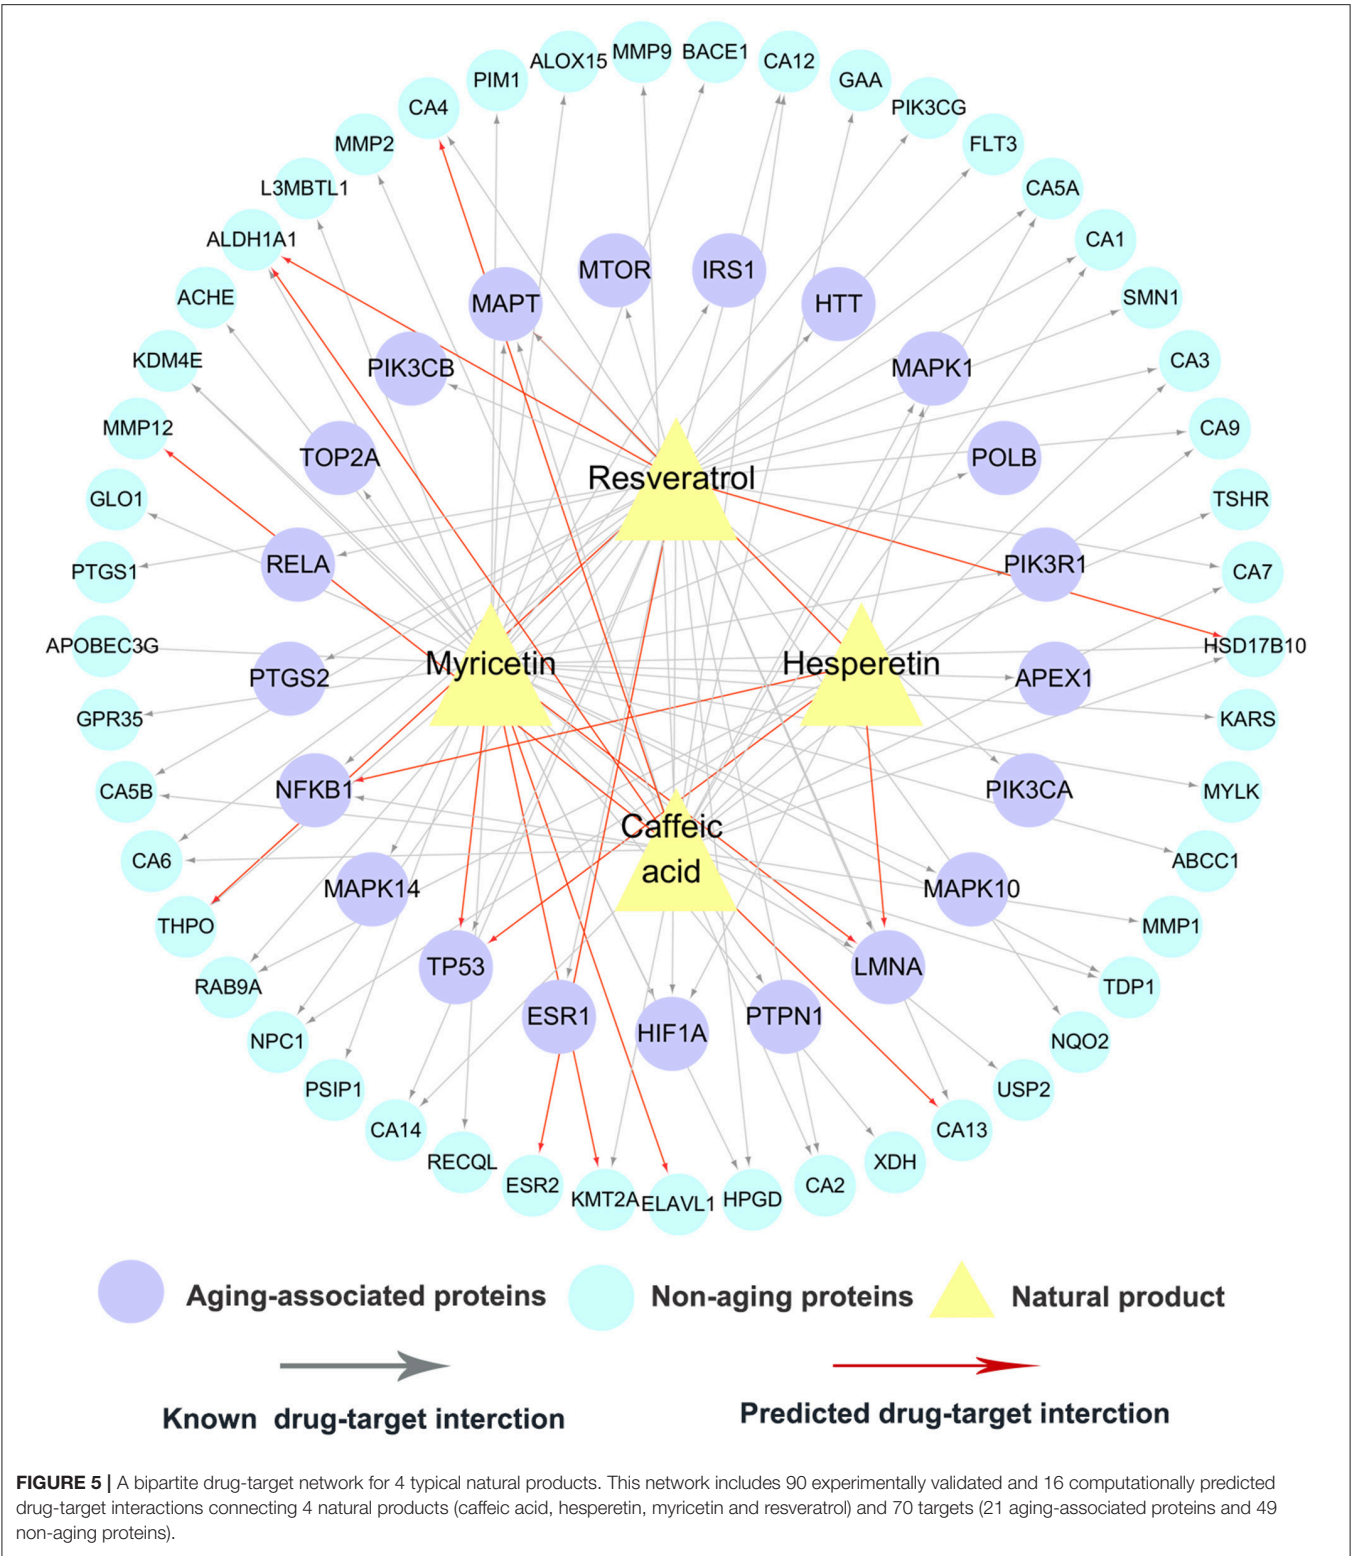 MMP9 BACE1
ALOX15 CA12
PIM1 GAA
CA4 PIK3CG
MMP2 FLT3
L3MBTL1 CA5A
ALDH1A1 CA1
MTOR IRS1
ACHE SMN1
MAPT HTT
KDM4E CA3
PIK3CB MAPK1
MMP12 CA9
TOP2A POLB
Resveratrol
GLO1 TSHR
RELA PIK3R1
PTGS1 CA7
APOBEC3G HSD17B10
Myricetin Hesperetin
PTGS2 APEX1
GPR35 KARS
CA5B NFKB1 PIK3CA MYLK
Caffeic
acid
CA6 ABCC1
MAPK14 MAPK10
THPO MMP1
TP53 LMNA
RAB9A TDP1
ESR1 HIF1A PTPN1
NPC1 NQO2
PSIP1 USP2
CA14 CA13
RECQL XDH
ESR2 KMT2A ELAVL1 HPGD CA2
Aging-associated proteins Non-aging proteins Natural product
Known drug-target interction Predicted drug-target interction
FIGURE 5 | A bipartite drug-target network for 4 typical natural products. This network includes 90 experimentally validated and 16 computationally predicted
drug-target interactions connecting 4 natural products (caffeic acid, hesperetin, myricetin and resveratrol) and 70 targets (21 aging-associated proteins and 49
non-aging proteins).